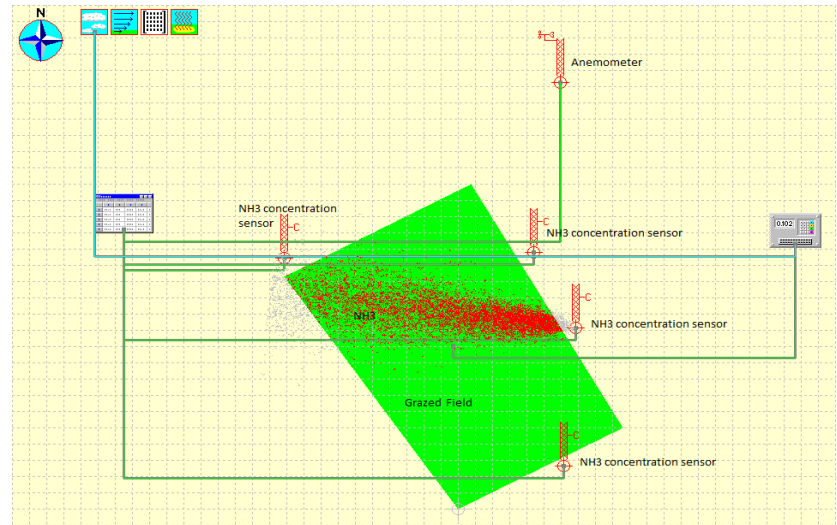 N
Anemometer
NH3 concentration
sensor
C
C
NH3 concentration sensor
0.102
C
NH3 concentration sensor
NH3
Grazed Field
C
NH3 concentration sensor